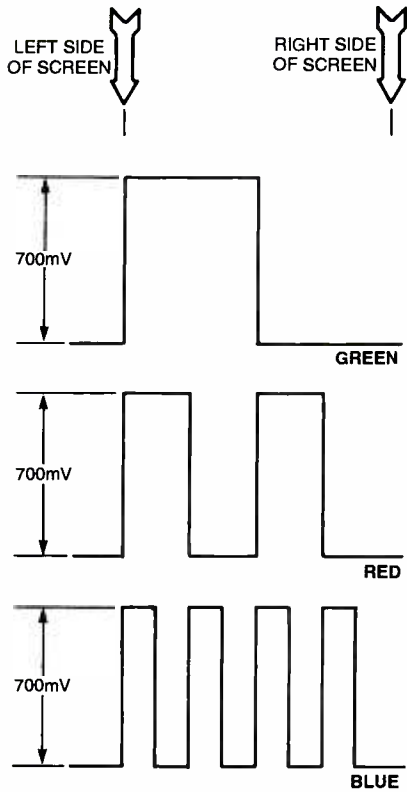 LEFT SIDE
OF SCREEN
RIGHT SIDE
OF SCREEN
700mV
GREEN
700mV
RED
700mV
BLUE